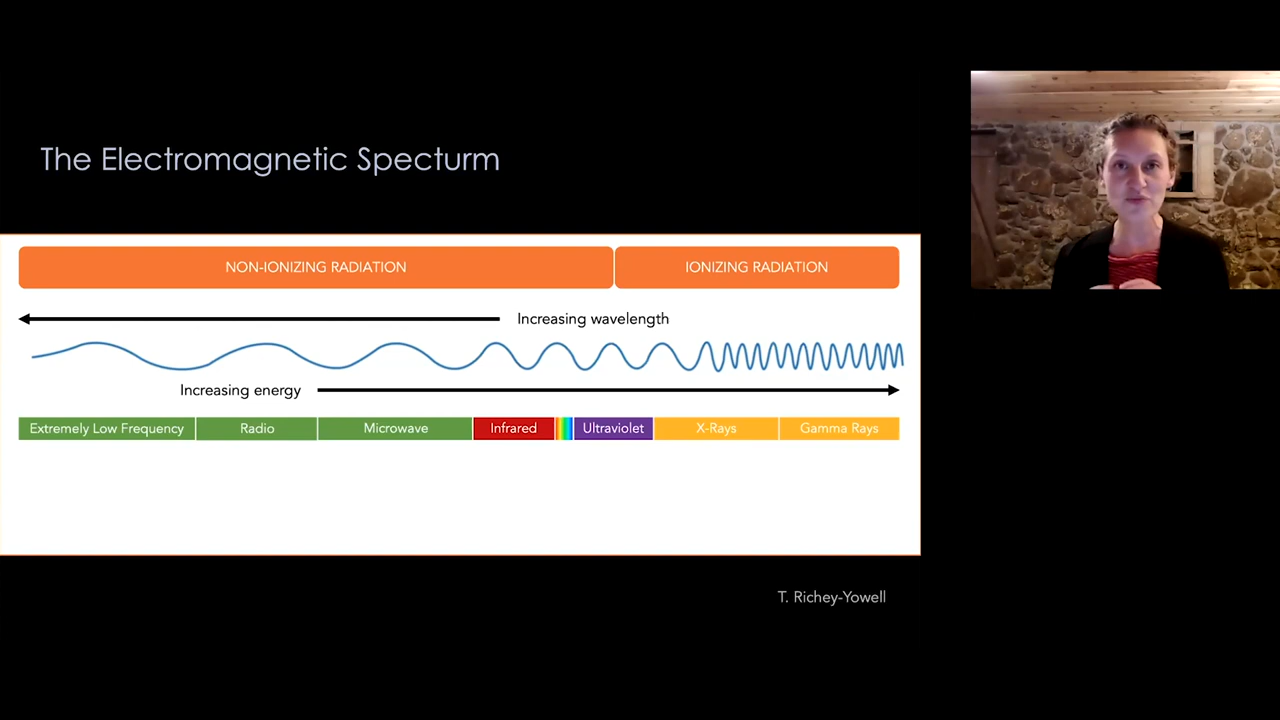 The Electromagnetic Specturm
NON-IONIZING RADIATION
IONIZING RADIATION
Increasing wavelength
Increasing energy
Extremely Low Frequency
Radio
Microwave
Infrared
Ultraviolet
X-Rays
Gamma Rays
T. Richey-Yowell